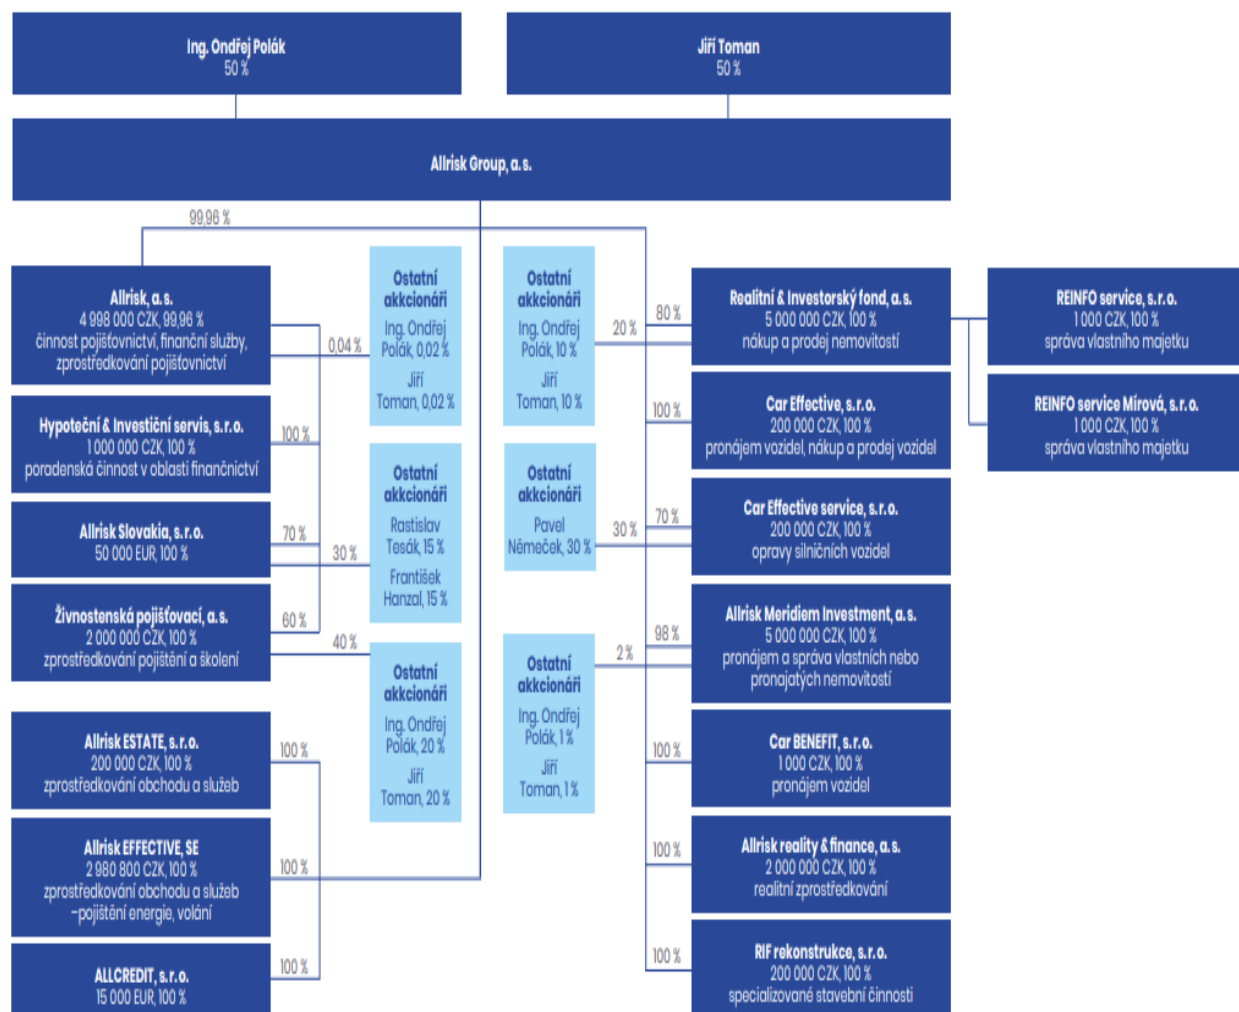 Ing. Ondřej Polák
50 %
Jiří Toman
50 %
Allrisk Group, a. s.
99,96 %
Allrisk, a. s.
4 998 000 CZK, 99,96 %
činnost pojišťovnictví, finanční služby,
zprostředkování pojišťovnictví
0,04 %
Ostatní
akkcionáři
Ing. Ondřej
Polák, 0,02 %
Jiří
Toman, 0,02 %
Hypoteční & Investiční servis, s. r. o.
1 000 000 CZK, 100 %
poradenská činnost v oblasti finančnictví
100 %
Allrisk Slovakia, s. r. o.
50 000 EUR, 100 %
70 %
30 %
Ostatní
akkcionáři
Rastislav
Tesák, 15 %
František
Hanzal, 15 %
Živnostenská pojišťovací, a. s.
2 000 000 CZK, 100 %
zprostředkování pojištění a školení
60 %
40 %
Ostatní
akkcionáři
Ing. Ondřej
Polák, 20 %
Jiří
Toman, 20 %
Allrisk ESTATE, s. r. o.
200 000 CZK, 100 %
zprostředkování obchodu a služeb
100 %
Allrisk EFFECTIVE, SE
2 980 800 CZK, 100 %
zprostředkování obchodu a služeb
–pojištění energie, volání
100 %
ALLCREDIT, s. r. o.
15 000 EUR, 100 %
100 %
Ostatní
akkcionáři
Ing. Ondřej
Polák, 10 %
Jiří
Toman, 10 %
20 %
80 %
Realitní & Investorský fond, a. s.
5 000 000 CZK, 100 %
nákup a prodej nemovitostí
REINFO service, s. r. o.
1 000 CZK, 100 %
správa vlastního majetku
REINFO service Mírová, s. r. o.
1 000 CZK, 100 %
správa vlastního majetku
100 %
Car Effective, s. r. o.
200 000 CZK, 100 %
pronájem vozidel, nákup a prodej vozidel
Ostatní
akkcionáři
Pavel
Němeček, 30 %
30 %
70 %
Car Effective service, s. r. o.
200 000 CZK, 100 %
opravy silničních vozidel
Ostatní
akkcionáři
Ing. Ondřej
Polák, 1 %
Jiří
Toman, 1 %
2 %
98 %
Allrisk Meridiem Investment, a. s.
5 000 000 CZK, 100 %
pronájem a správa vlastních nebo
pronajatých nemovitostí
100 %
Car BENEFIT, s. r. o.
1 000 CZK, 100 %
pronájem vozidel
100 %
Allrisk reality & finance, a. s.
2 000 000 CZK, 100 %
realitní zprostředkování
100 %
RIF rekonstrukce, s. r. o.
200 000 CZK, 100 %
specializované stavební činnosti